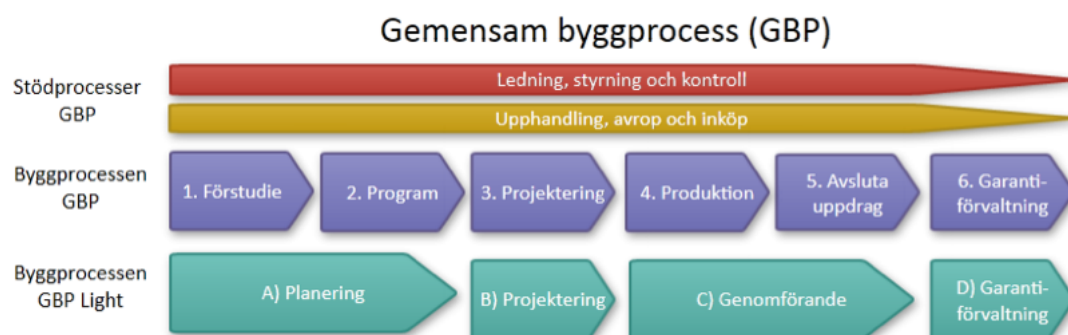 Gemensam byggprocess (GBP)
Stödprocesser
GBP
Ledning, styrning och kontroll
Upphandling, avrop och inköp
Byggprocessen
GBP
1. Förstudie
2. Program
3. Projektering
4. Produktion
5. Avsluta
uppdrag
6. Garanti-
förvaltning
Byggprocessen
GBP Light
A) Planering
B) Projektering
C) Genomförande
D) Garanti-
förvaltning